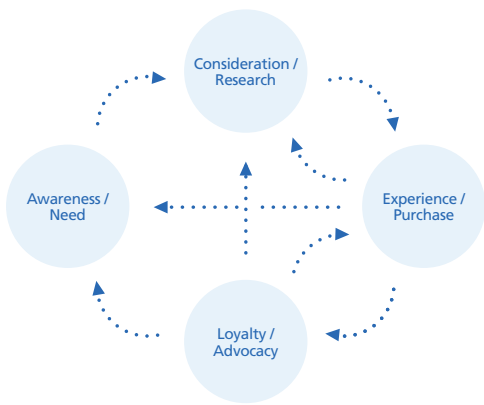 Consideration /
Research
Awareness /
Need
Experience /
Purchase
Loyalty /
Advocacy